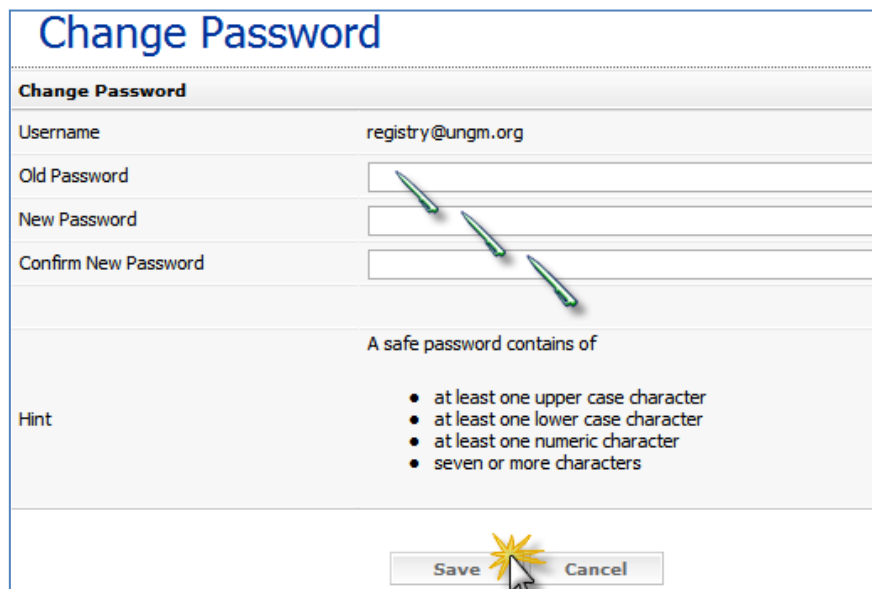 Change Password
Change Password
Username registry@ungm.org
Old Password
New Password
Confirm New Password
A safe password contains of
Hint
• at least one upper case character
• at least one lower case character
• at least one numeric character
• seven or more characters
Save Cancel